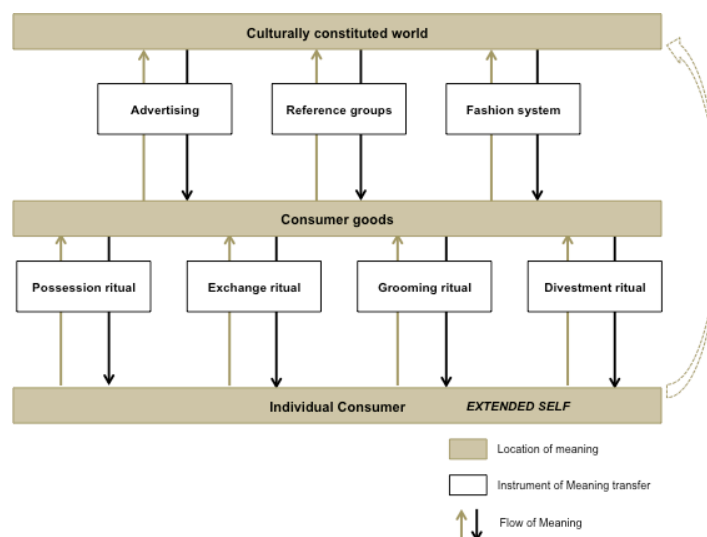 Culturally constituted world
Advertising
Reference groups
Fashion system
Consumer goods
Possession ritual
Exchange ritual
Grooming ritual
Divestment ritual
Individual Consumer
EXTENDED SELF
Location of meaning
Instrument of Meaning transfer
Flow of Meaning